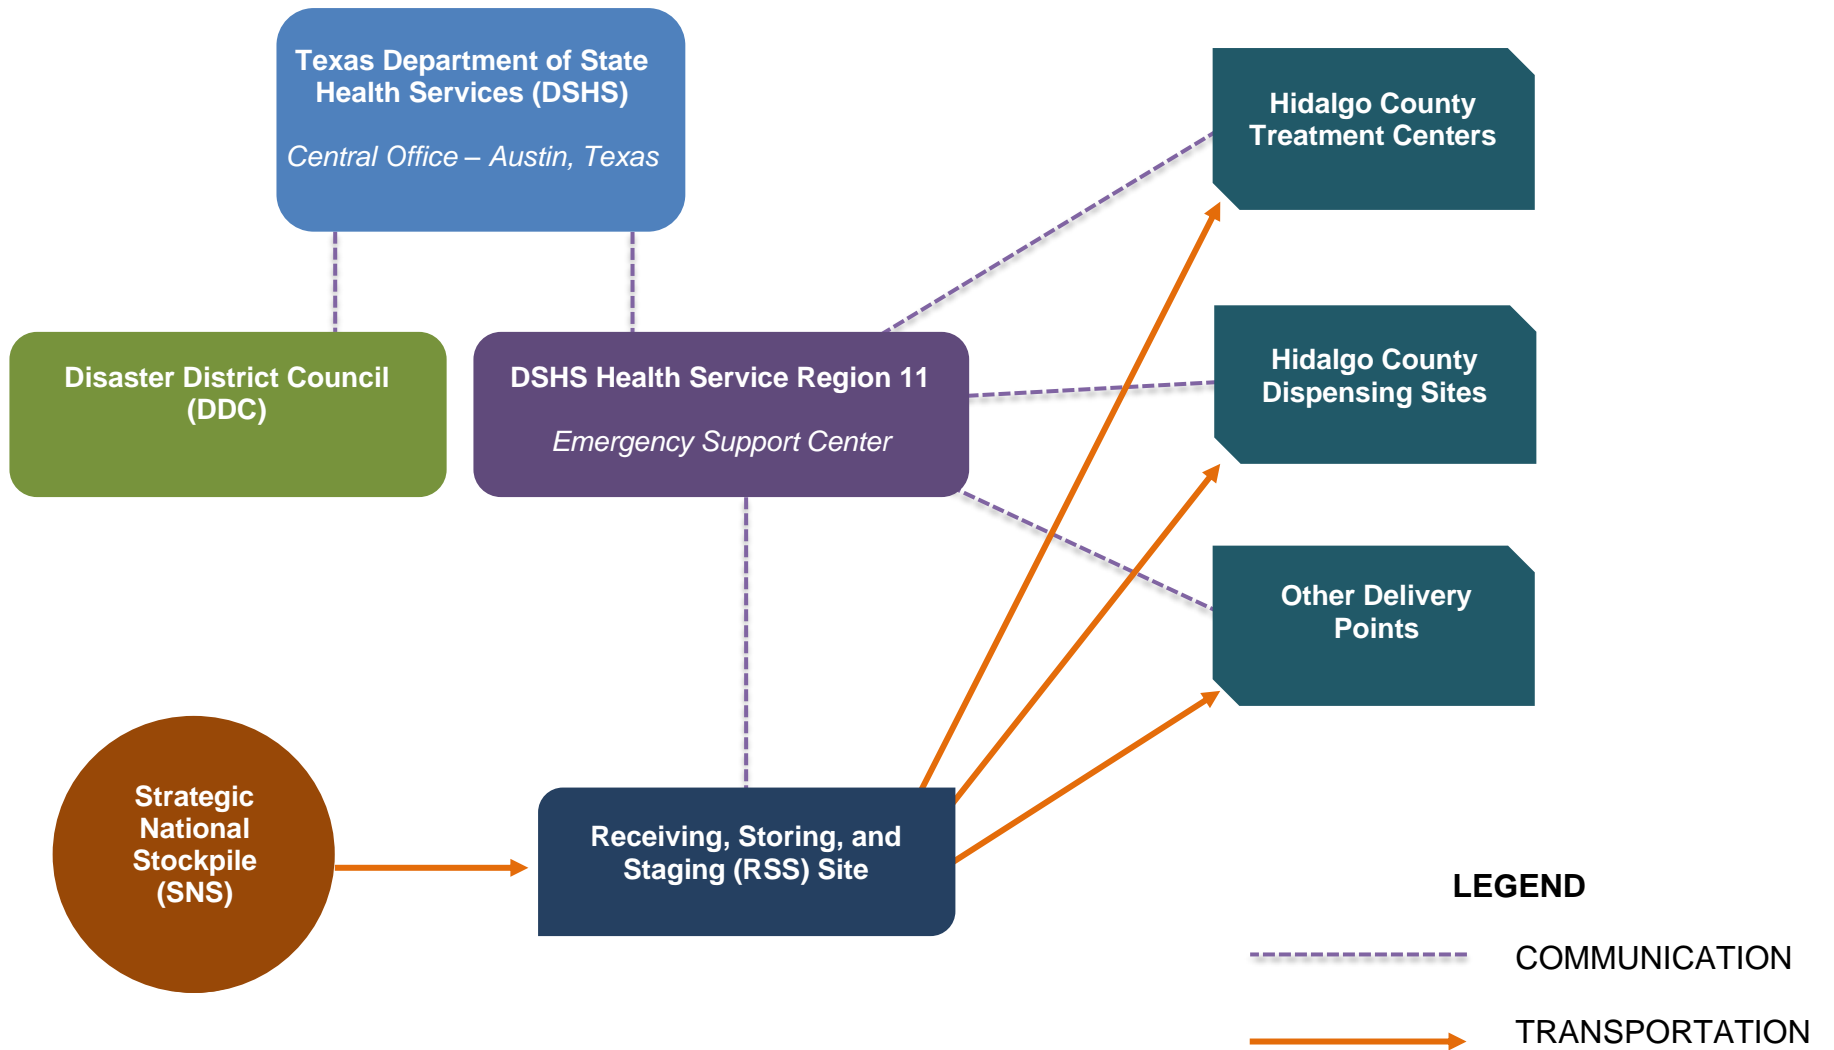 Texas Department of State
Health Services (DSHS)
Central Office – Austin, Texas
Hidalgo County
Treatment Centers
Disaster District Council
(DDC)
DSHS Health Service Region 11
Emergency Support Center
Hidalgo County
Dispensing Sites
Other Delivery
Points
Strategic
National
Stockpile
(SNS)
Receiving, Storing, and
Staging (RSS) Site
LEGEND
COMMUNICATION
TRANSPORTATION